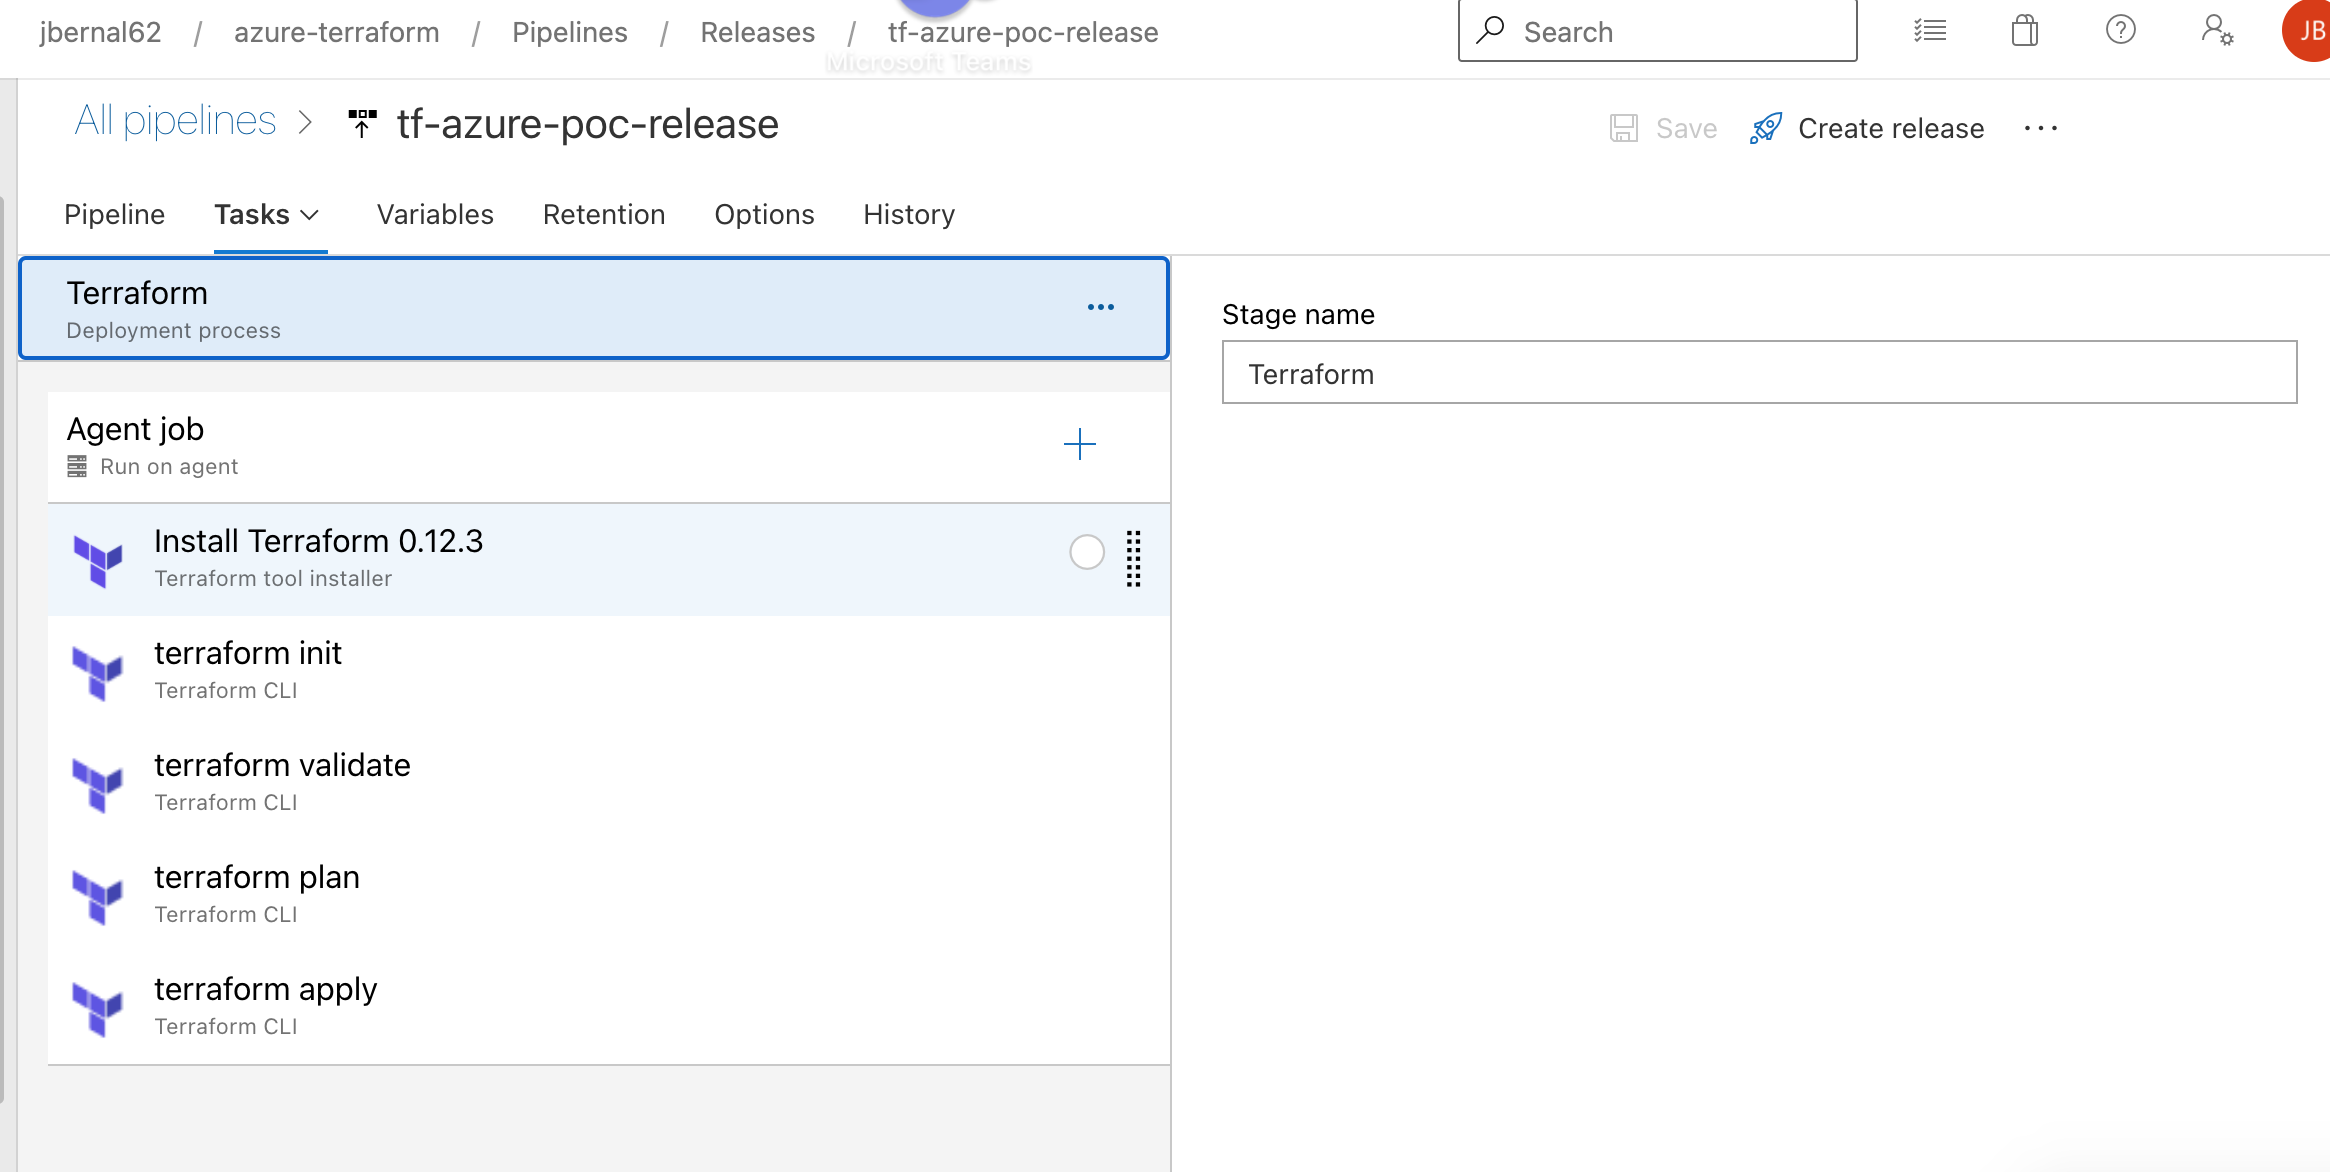 jbernal62 / azure-terraform / Pipelines / Releases / tf-azure-poc-release
Microsoft Teams
Search
JB
All pipelines > tf-azure-poc-release
Save
Create release
Pipeline Tasks Variables Retention Options History
Terraform
Deployment process
Agent job
Run on agent
Install Terraform 0.12.3
Terraform tool installer
terraform init
Terraform CLI
terraform validate
Terraform CLI
terraform plan
Terraform CLI
terraform apply
Terraform CLI
Stage name
Terraform